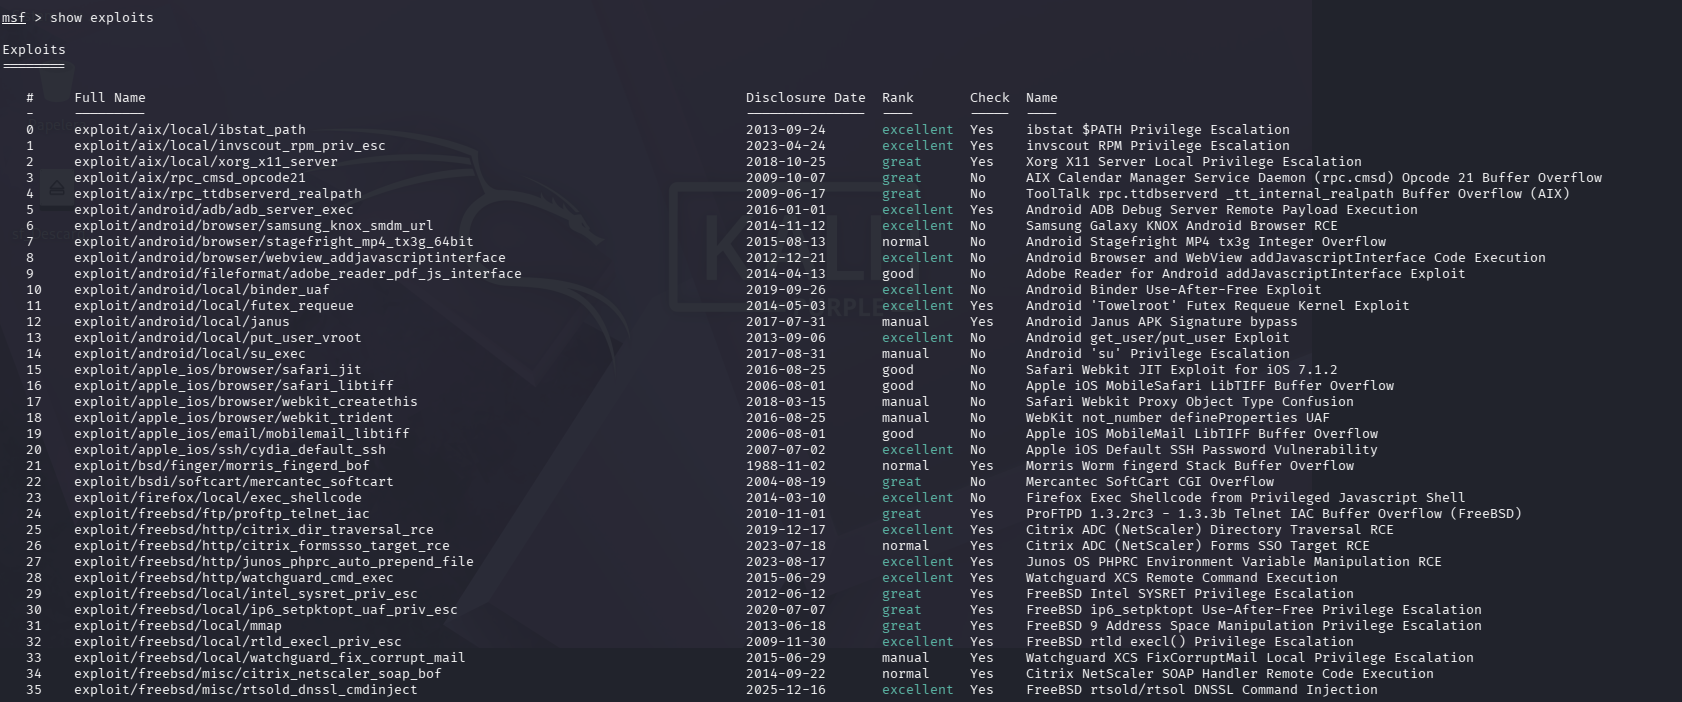 msf > show exploits
Exploits
========
# Full Name Disclosure Date Rank Check Name
- --------- --------------- ---- ----- ----
0 exploit/aix/local/ibstat_path 2013-09-24 excellent Yes ibstat $PATH Privilege Escalation
1 exploit/aix/local/invscout_rpm_priv_esc 2023-04-24 excellent Yes invscout RPM Privilege Escalation
2 exploit/aix/local/xorg_x11_server 2018-10-25 great Yes Xorg X11 Server Local Privilege Escalation
3 exploit/aix/rpc_cmsd_opcode21 2009-10-07 great No AIX Calendar Manager Service Daemon (rpc.cmsd) Opcode 21 Buffer Overflow
4 exploit/aix/rpc_ttdbserverd_realpath 2009-06-17 great No ToolTalk rpc.ttdbserverd _tt_internal_realpath Buffer Overflow (AIX)
5 exploit/android/adb/adb_server_exec 2016-01-01 excellent Yes Android ADB Debug Server Remote Payload Execution
6 exploit/android/browser/samsung_knox_smdm_url 2014-11-12 excellent No Samsung Galaxy KNOX Android Browser RCE
7 exploit/android/browser/stagefright_mp4_tx3g_64bit 2015-08-13 normal No Android Stagefright MP4 tx3g Integer Overflow
8 exploit/android/browser/webview_addjavascriptinterface 2012-12-21 excellent No Android Browser and WebView addJavascriptInterface Code Execution
9 exploit/android/fileformat/adobe_reader_pdf_js_interface 2014-04-13 good No Adobe Reader for Android addJavascriptInterface Exploit
10 exploit/android/local/binder_uaf 2019-09-26 excellent No Android Binder Use-After-Free Exploit
11 exploit/android/local/futex_requeue 2014-05-03 excellent Yes Android 'Towelroot' Futex Requeue Kernel Exploit
12 exploit/android/local/janus 2017-07-31 manual Yes Android Janus APK Signature bypass
13 exploit/android/local/put_user_vroot 2013-09-06 excellent No Android get_user/put_user Exploit
14 exploit/android/local/su_exec 2017-08-31 manual No Android 'su' Privilege Escalation
15 exploit/apple_ios/browser/safari_jit 2016-08-25 good No Safari Webkit JIT Exploit for iOS 7.1.2
16 exploit/apple_ios/browser/safari_libtiff 2006-08-01 good No Apple iOS MobileSafari LibTIFF Buffer Overflow
17 exploit/apple_ios/browser/webkit_createthis 2018-03-15 manual No Safari Webkit Proxy Object Type Confusion
18 exploit/apple_ios/browser/webkit_trident 2016-08-25 manual No WebKit not_number defineProperties UAF
19 exploit/apple_ios/email/mobilemail_libtiff 2006-08-01 good No Apple iOS MobileMail LibTIFF Buffer Overflow
20 exploit/apple_ios/ssh/cydia_default_ssh 2007-07-02 excellent No Apple iOS Default SSH Password Vulnerability
21 exploit/bsd/finger/morris_fingerd_bof 1988-11-02 normal Yes Morris Worm fingerd Stack Buffer Overflow
22 exploit/bsdi/softcart/mercantec_softcart 2004-08-19 great No Mercantec SoftCart CGI Overflow
23 exploit/firefox/local/exec_shellcode 2014-03-10 excellent No Firefox Exec Shellcode from Privileged Javascript Shell
24 exploit/freebsd/ftp/proftp_telnet_iac 2010-11-01 great Yes ProFTPD 1.3.2rc3 - 1.3.3b Telnet IAC Buffer Overflow (FreeBSD)
25 exploit/freebsd/http/citrix_dir_traversal_rce 2019-12-17 excellent Yes Citrix ADC (NetScaler) Directory Traversal RCE
26 exploit/freebsd/http/citrix_formssso_target_rce 2023-07-18 normal Yes Citrix ADC (NetScaler) Forms SSO Target RCE
27 exploit/freebsd/http/junos_phprc_auto_prepend_file 2023-08-17 excellent Yes Junos OS PHPRC Environment Variable Manipulation RCE
28 exploit/freebsd/http/watchguard_cmd_exec 2015-06-29 excellent Yes Watchguard XCS Remote Command Execution
29 exploit/freebsd/local/intel_sysret_priv_esc 2012-06-12 great Yes FreeBSD Intel SYSRET Privilege Escalation
30 exploit/freebsd/local/ip6_setpktopt_uaf_priv_esc 2020-07-07 great Yes FreeBSD ip6_setpktopt Use-After-Free Privilege Escalation
31 exploit/freebsd/local/mmap 2013-06-18 great Yes FreeBSD 9 Address Space Manipulation Privilege Escalation
32 exploit/freebsd/local/rtld_execl_priv_esc 2009-11-30 excellent Yes FreeBSD rtld execl() Privilege Escalation
33 exploit/freebsd/local/watchguard_fix_corrupt_mail 2015-06-29 manual Yes Watchguard XCS FixCorruptMail Local Privilege Escalation
34 exploit/freebsd/misc/citrix_netscaler_soap_bof 2014-09-22 normal Yes Citrix NetScaler SOAP Handler Remote Code Execution
35 exploit/freebsd/misc/rtsold_dnssl_cmdinject 2025-12-16 excellent Yes FreeBSD rtsold/rtsol DNSSL Command Injection